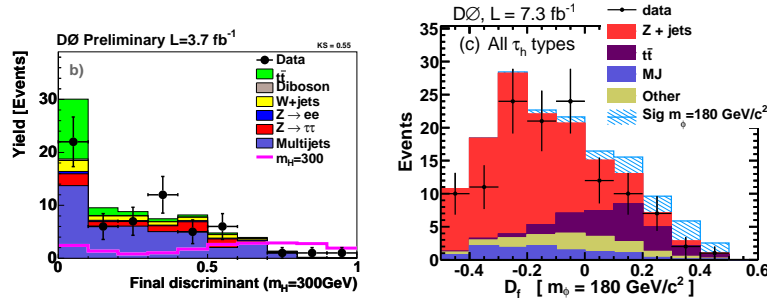 DØ Preliminary L=3.7 fb⁻¹
KS = 0.55
b)
Data
tt̄
Diboson
W+jets
Z → ee
Z → ττ
Multijets
m_H=300
Yield [Events]
30
20
10
0
0 0.5 1
Final discriminant (m_H=300GeV)
DØ, L = 7.3 fb⁻¹
(c) All τ_h types
data
Z + jets
tt̄
MJ
Other
Sig m_ϕ=180 GeV/c²
Events
35
30
25
20
15
10
5
0
-0.4 -0.2 0 0.2 0.4 0.6
D_f [ m_ϕ = 180 GeV/c² ]